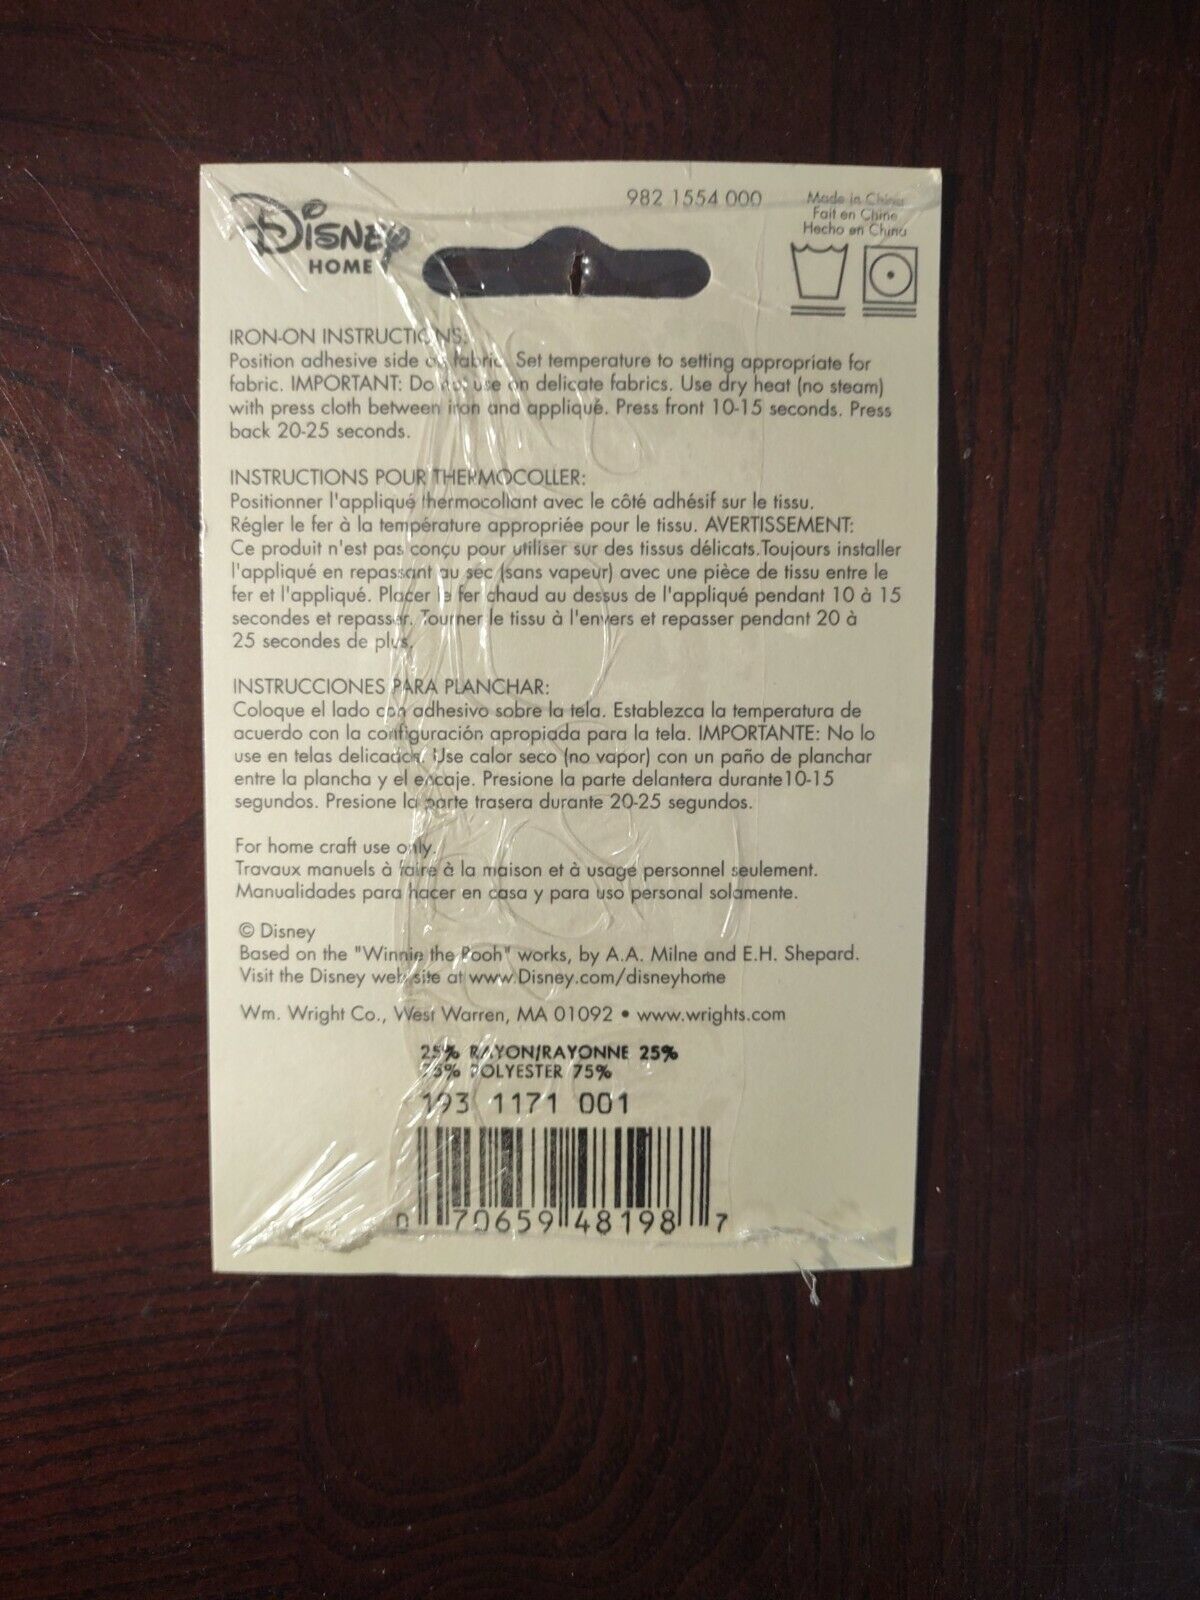 Disney
HOME
982 1554 000
Made in China
Fait en Chine
Hecho en China
IRON-ON INSTRUCTIONS:
Position adhesive side on fabric. Set temperature to setting appropriate for
fabric. IMPORTANT: Do not use on delicate fabrics. Use dry heat (no steam)
with press cloth between iron and appliqué. Press front 10-15 seconds. Press
back 20-25 seconds.
INSTRUCTIONS POUR THERMOCOLLER:
Positionner l'appliqué thermocollant avec le côté adhésif sur le tissu.
Régler le fer à la température appropriée pour le tissu. AVERTISSEMENT:
Ce produit n'est pas conçu pour utiliser sur des tissus délicats.Toujours installer
l'appliqué en repassant au sec (sans vapeur) avec une pièce de tissu entre le
fer et l'appliqué. Placer le fer chaud au dessus de l'appliqué pendant 10 à 15
secondes et repasser. Tourner le tissu à l'envers et repasser pendant 20 à
25 secondes de plus.
INSTRUCCIONES PARA PLANCHAR:
Coloque el lado con adhesivo sobre la tela. Establezca la temperatura de
acuerdo con la configuración apropiada para la tela. IMPORTANTE: No lo
use en telas delicadas. Use calor seco (no vapor) con un paño de planchar
entre la plancha y el encaje. Presione la parte delantera durante10-15
segundos. Presione la parte trasera durante 20-25 segundos.
For home craft use only.
Travaux manuels à faire à la maison et à usage personnel seulement.
Manualidades para hacer en casa y para uso personal solamente.
© Disney
Based on the "Winnie the Pooh" works, by A.A. Milne and E.H. Shepard.
Visit the Disney web site at www.Disney.com/disneyhome
Wm. Wright Co., West Warren, MA 01092 • www.wrights.com
25% RAYON/RAYONNE 25%
75% POLYESTER 75%
193 1171 001
0 70659 48198 7